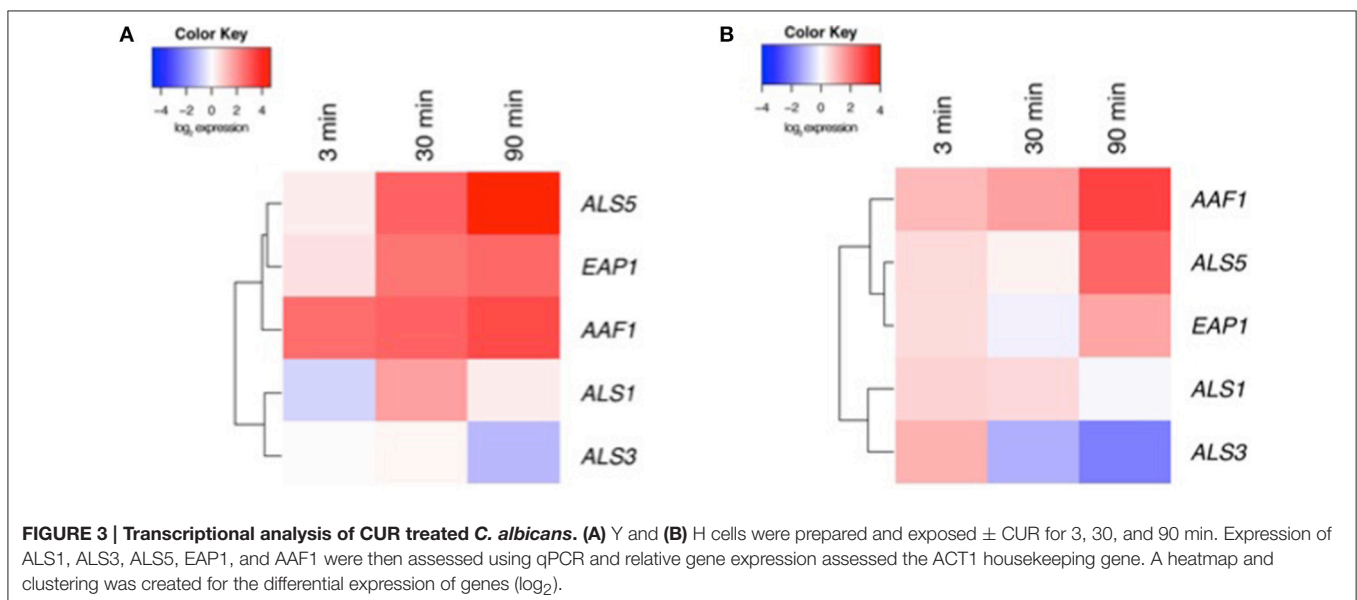 A
Color Key
-4 -2 0 2 4
log2 expression
3 min
30 min
90 min
ALS5
EAP1
AAF1
ALS1
ALS3
B
Color Key
-4 -2 0 2 4
log2 expression
3 min
30 min
90 min
AAF1
ALS5
EAP1
ALS1
ALS3
FIGURE 3 | Transcriptional analysis of CUR treated C. albicans. (A) Y and (B) H cells were prepared and exposed ± CUR for 3, 30, and 90 min. Expression of
ALS1, ALS3, ALS5, EAP1, and AAF1 were then assessed using qPCR and relative gene expression assessed the ACT1 housekeeping gene. A heatmap and
clustering was created for the differential expression of genes (log2).